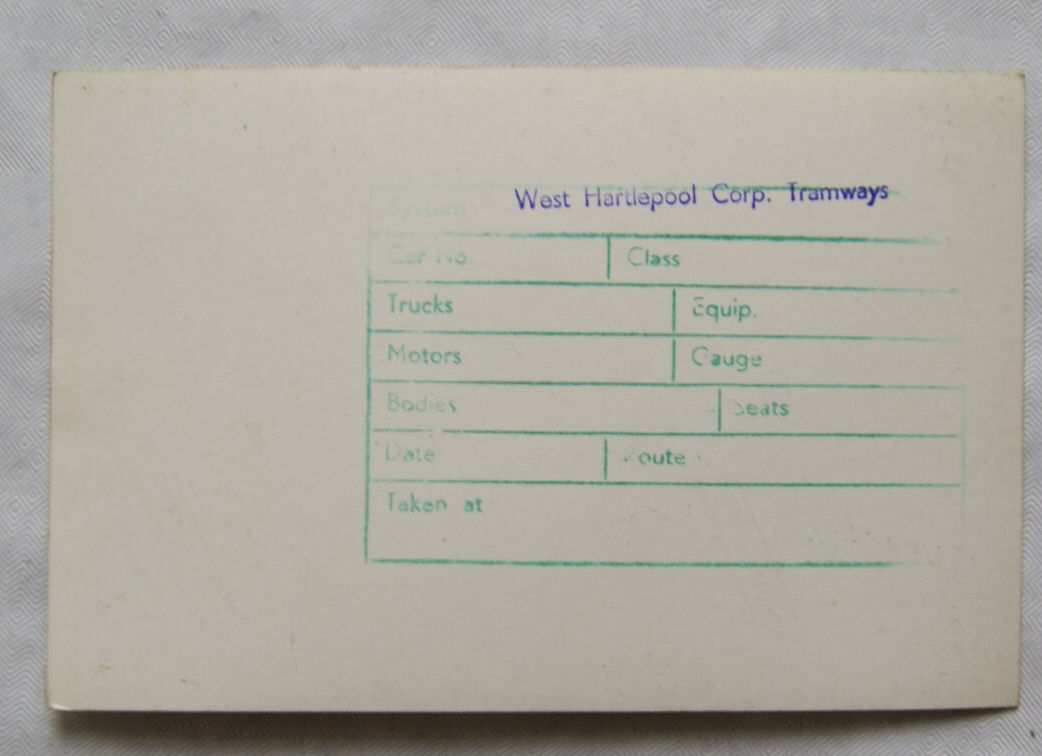 System West Hartlepool Corp. Tramways
Car No. Class
Trucks Equip.
Motors Gauge
Bodies Seats
Date Route
Taken at